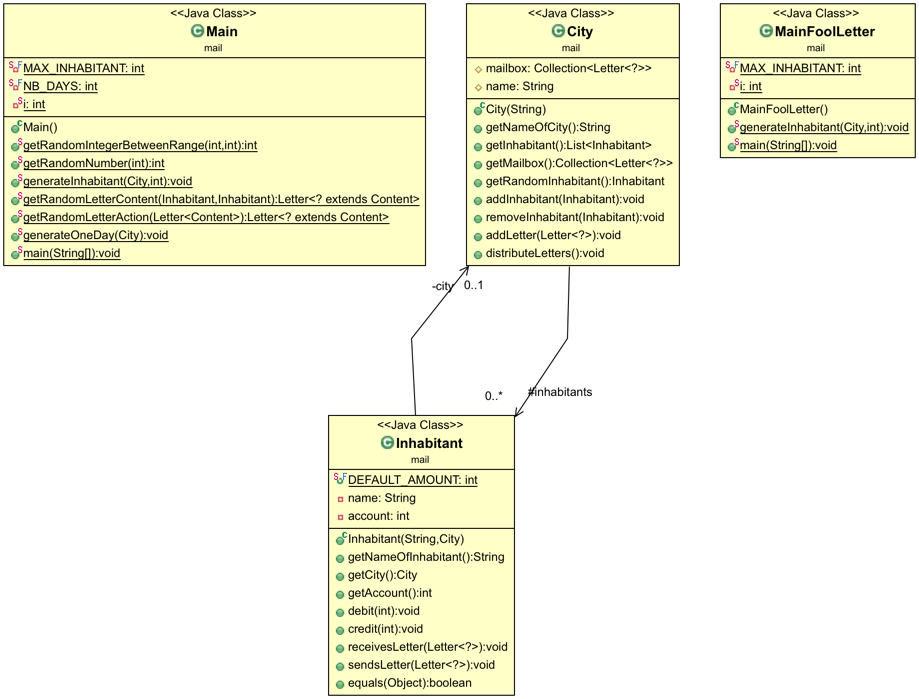 <<Java Class>>
Main
mail
MAX_INHABITANT: int
NB_DAYS: int
i: int
Main()
getRandomIntegerBetweenRange(int,int):int
getRandomNumber(int):int
generateInhabitant(City,int):void
getRandomLetterContent(Inhabitant,Inhabitant):Letter<? extends Content>
getRandomLetterAction(Letter<Content>):Letter<? extends Content>
generateOneDay(City):void
main(String[]):void
<<Java Class>>
City
mail
mailbox: Collection<Letter<?>>
name: String
City(String)
getNameOfCity():String
getInhabitant():List<Inhabitant>
getMailbox():Collection<Letter<?>>
getRandomInhabitant():Inhabitant
addInhabitant(Inhabitant):void
removeInhabitant(Inhabitant):void
addLetter(Letter<?>):void
distributeLetters():void
<<Java Class>>
MainFoolLetter
mail
MAX_INHABITANT: int
i: int
MainFoolLetter()
generateInhabitant(City,int):void
main(String[]):void
-city 0..1
0..* #inhabitants
<<Java Class>>
Inhabitant
mail
DEFAULT_AMOUNT: int
name: String
account: int
Inhabitant(String,City)
getNameOfInhabitant():String
getCity():City
getAccount():int
debit(int):void
credit(int):void
receivesLetter(Letter<?>):void
sendsLetter(Letter<?>):void
equals(Object):boolean